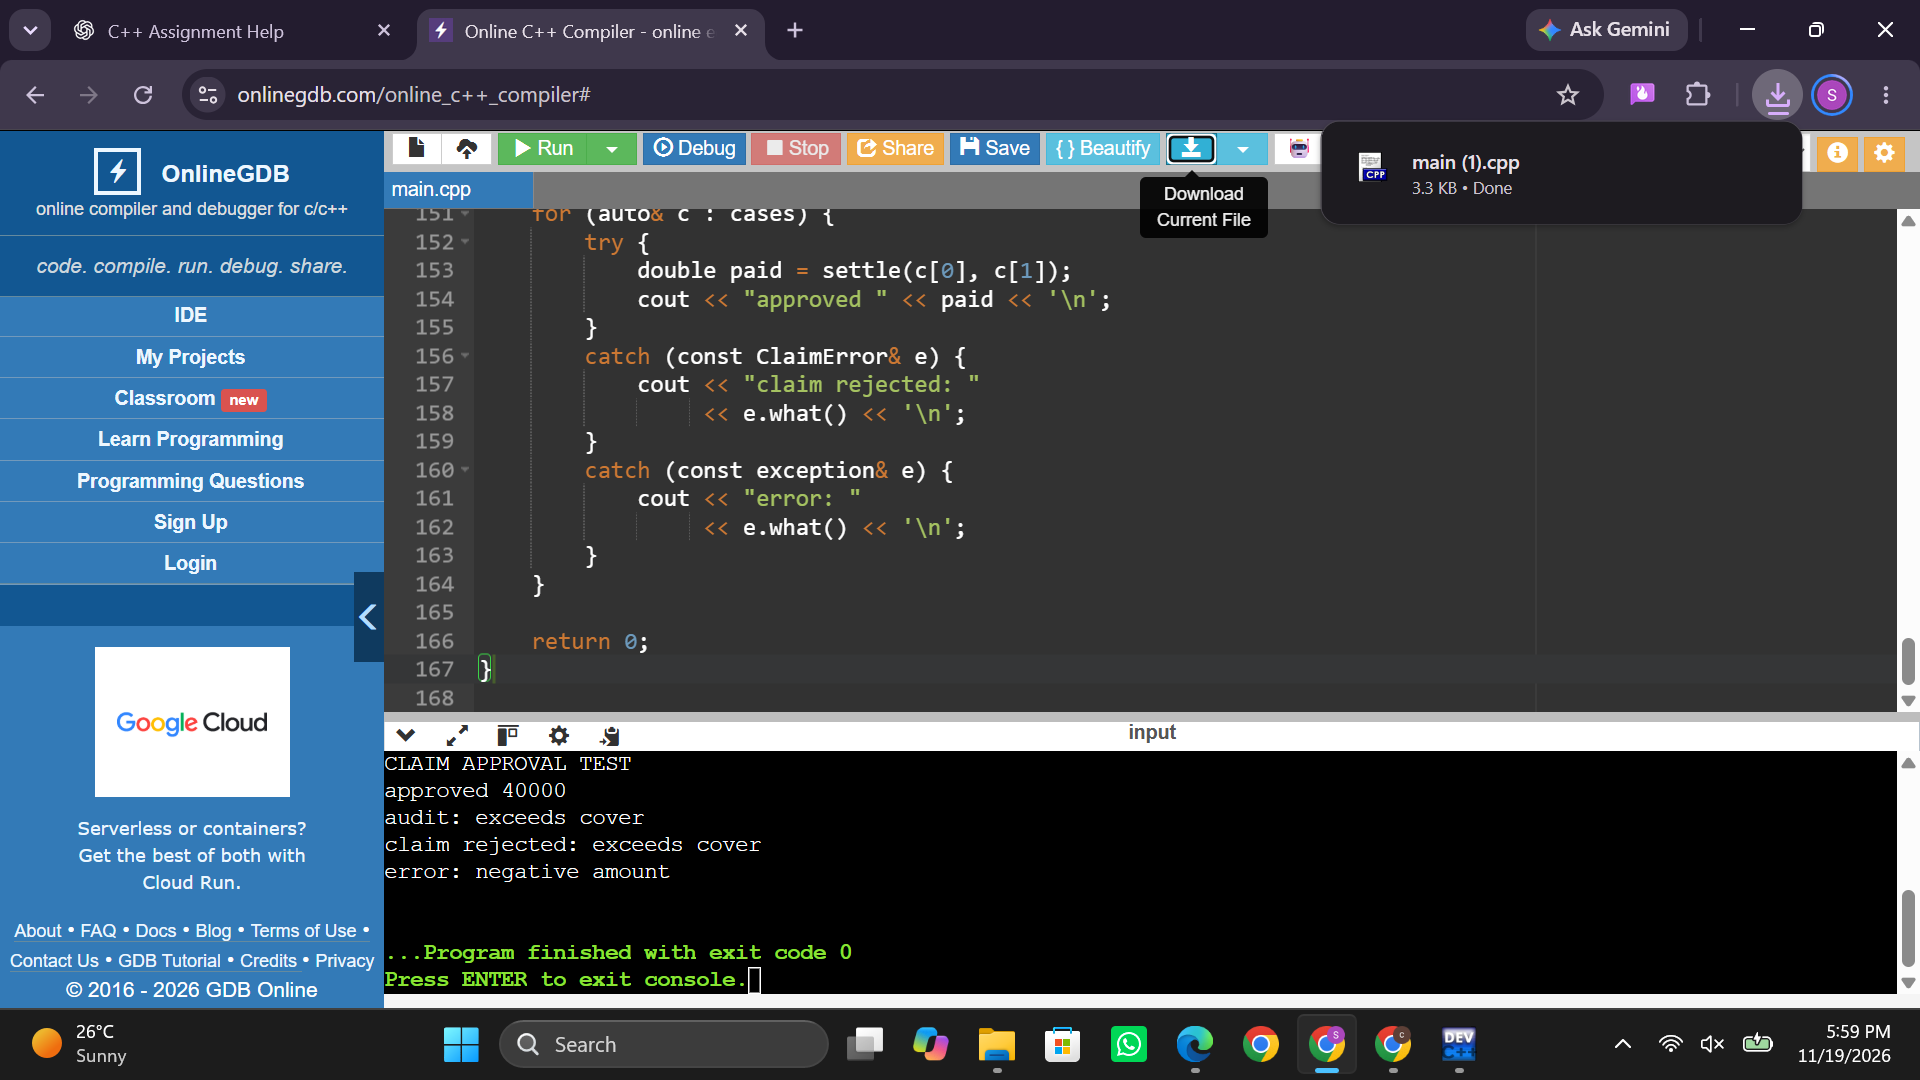 C++ Assignment Help
Online C++ Compiler - online e
Ask Gemini
onlinegdb.com/online_c++_compiler#
S
OnlineGDB
online compiler and debugger for c/c++
code. compile. run. debug. share.
IDE
My Projects
Classroom new
Learn Programming
Programming Questions
Sign Up
Login
Google Cloud
Serverless or containers?
Get the best of both with
Cloud Run.
About • FAQ • Docs • Blog • Terms of Use •
Contact Us • GDB Tutorial • Credits • Privacy
© 2016 - 2026 GDB Online
Run Debug Stop Share Save { } Beautify
Download
Current File
main (1).cpp
3.3 KB • Done
CPP
main.cpp
151 for (auto& c : cases) {
152 try {
153 double paid = settle(c[0], c[1]);
154 cout << "approved " << paid << '\n';
155 }
156 catch (const ClaimError& e) {
157 cout << "claim rejected: "
158 << e.what() << '\n';
159 }
160 catch (const exception& e) {
161 cout << "error: "
162 << e.what() << '\n';
163 }
164 }
165
166 return 0;
167 }
168
input
CLAIM APPROVAL TEST
approved 40000
audit: exceeds cover
claim rejected: exceeds cover
error: negative amount
...Program finished with exit code 0
Press ENTER to exit console.
26°C
Sunny
Search
S
C
DEV
C++
5:59 PM
11/19/2026